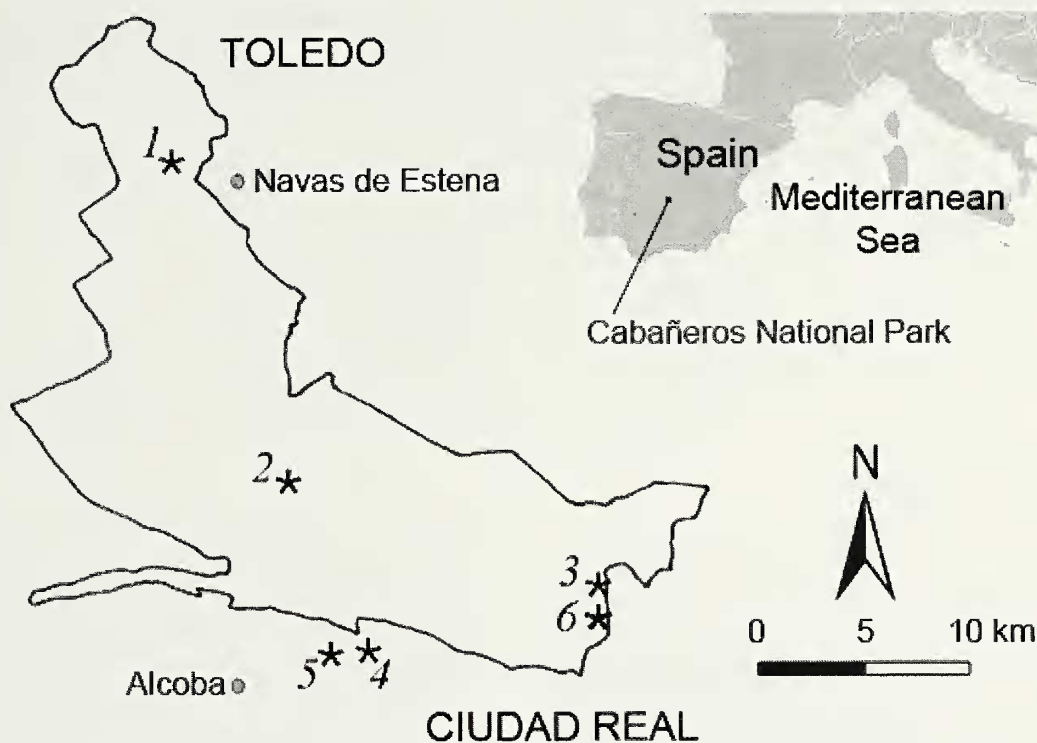 TOLEDO
1
Navas de Estena
Spain
Mediterranean
Sea
Cabañeros National Park
2
N
3
6
0 5 10 km
5 4
Alcoba
CIUDAD REAL